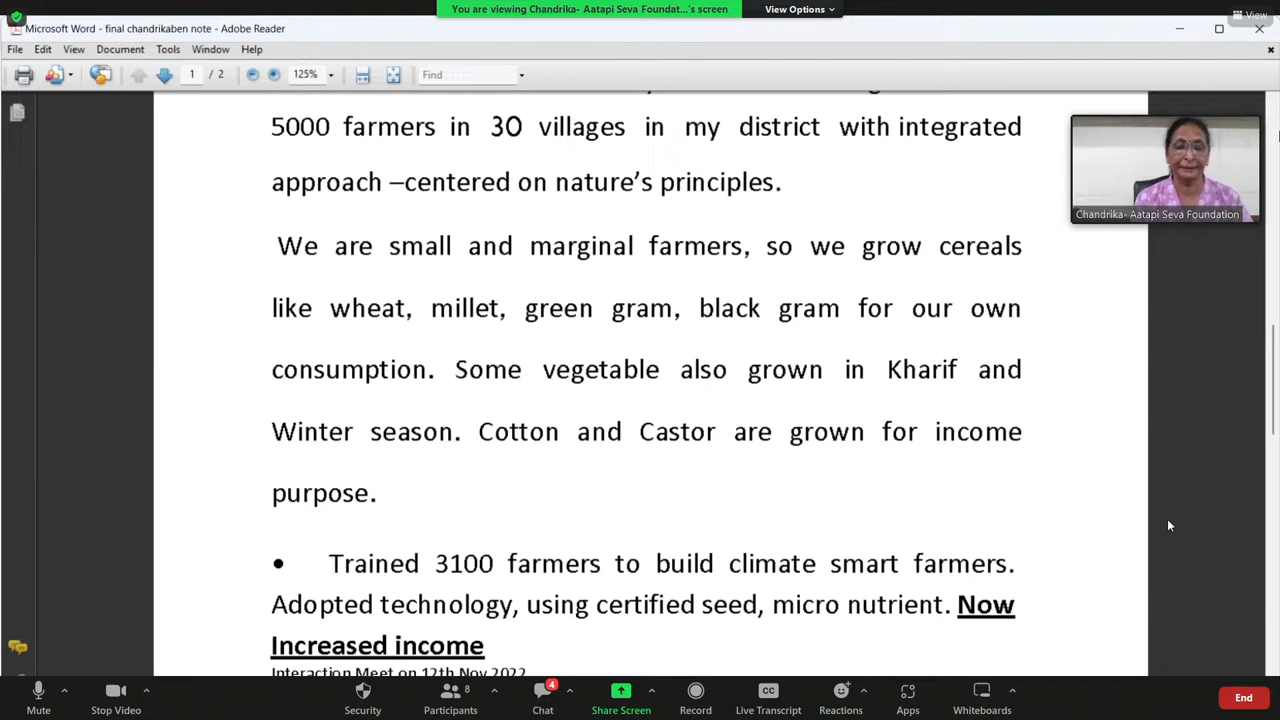 You are viewing Chandrika- Aatapi Seva Foundat...'s screen
View Options
View
Microsoft Word - final chandrikaben note - Adobe Reader
File Edit View Document Tools Window Help
1 / 2 125% Find
5000 farmers in 30 villages in my district with integrated
approach –centered on nature's principles.
We are small and marginal farmers, so we grow cereals
like wheat, millet, green gram, black gram for our own
consumption. Some vegetable also grown in Kharif and
Winter season. Cotton and Castor are grown for income
purpose.
• Trained 3100 farmers to build climate smart farmers.
Adopted technology, using certified seed, micro nutrient. Now
Increased income
Interaction Meet on 12th Nov 2022
Chandrika- Aatapi Seva Foundation
8 4
Mute Stop Video Security Participants Chat Share Screen Record Live Transcript Reactions Apps Whiteboards End